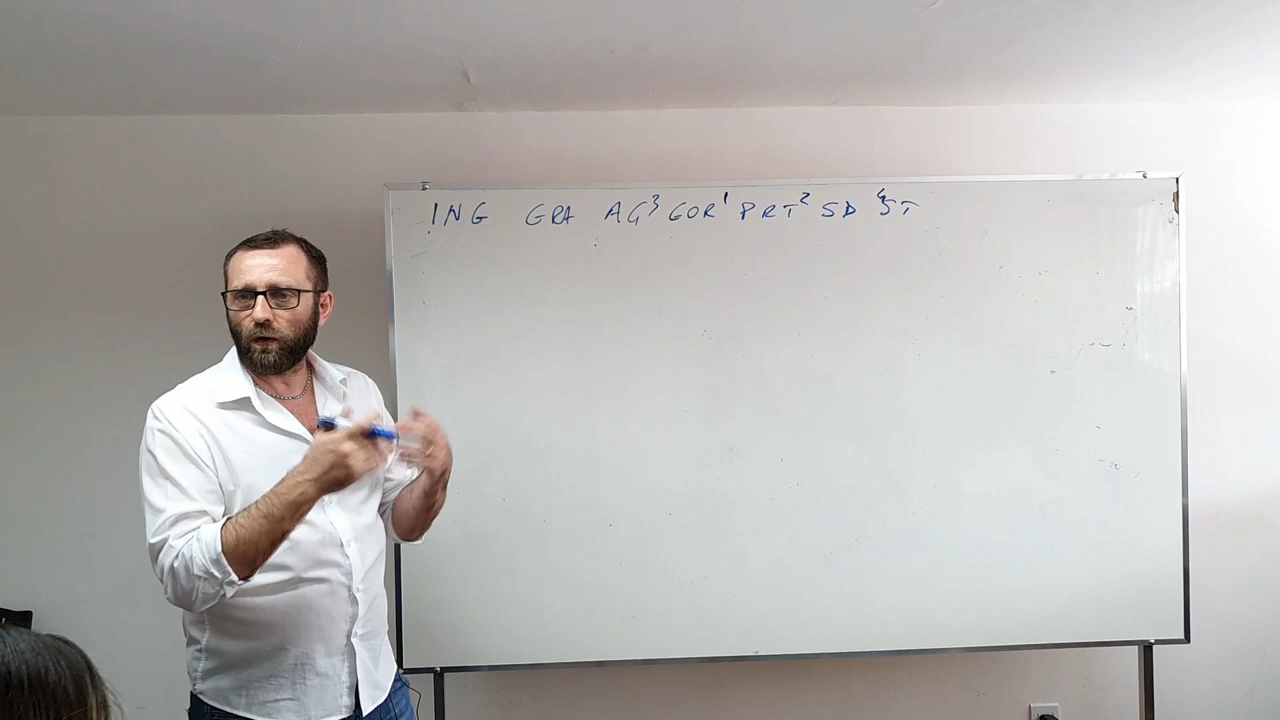 ING GRA AG³ GOR¹ PRT² SD ⁴ST